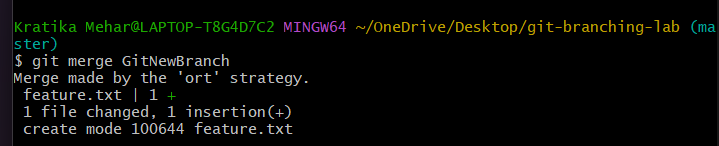 Kratika Mehar@LAPTOP-T8G4D7C2 MINGW64 ~/OneDrive/Desktop/git-branching-lab (ma
ster)
$ git merge GitNewBranch
Merge made by the 'ort' strategy.
 feature.txt | 1 +
 1 file changed, 1 insertion(+)
 create mode 100644 feature.txt